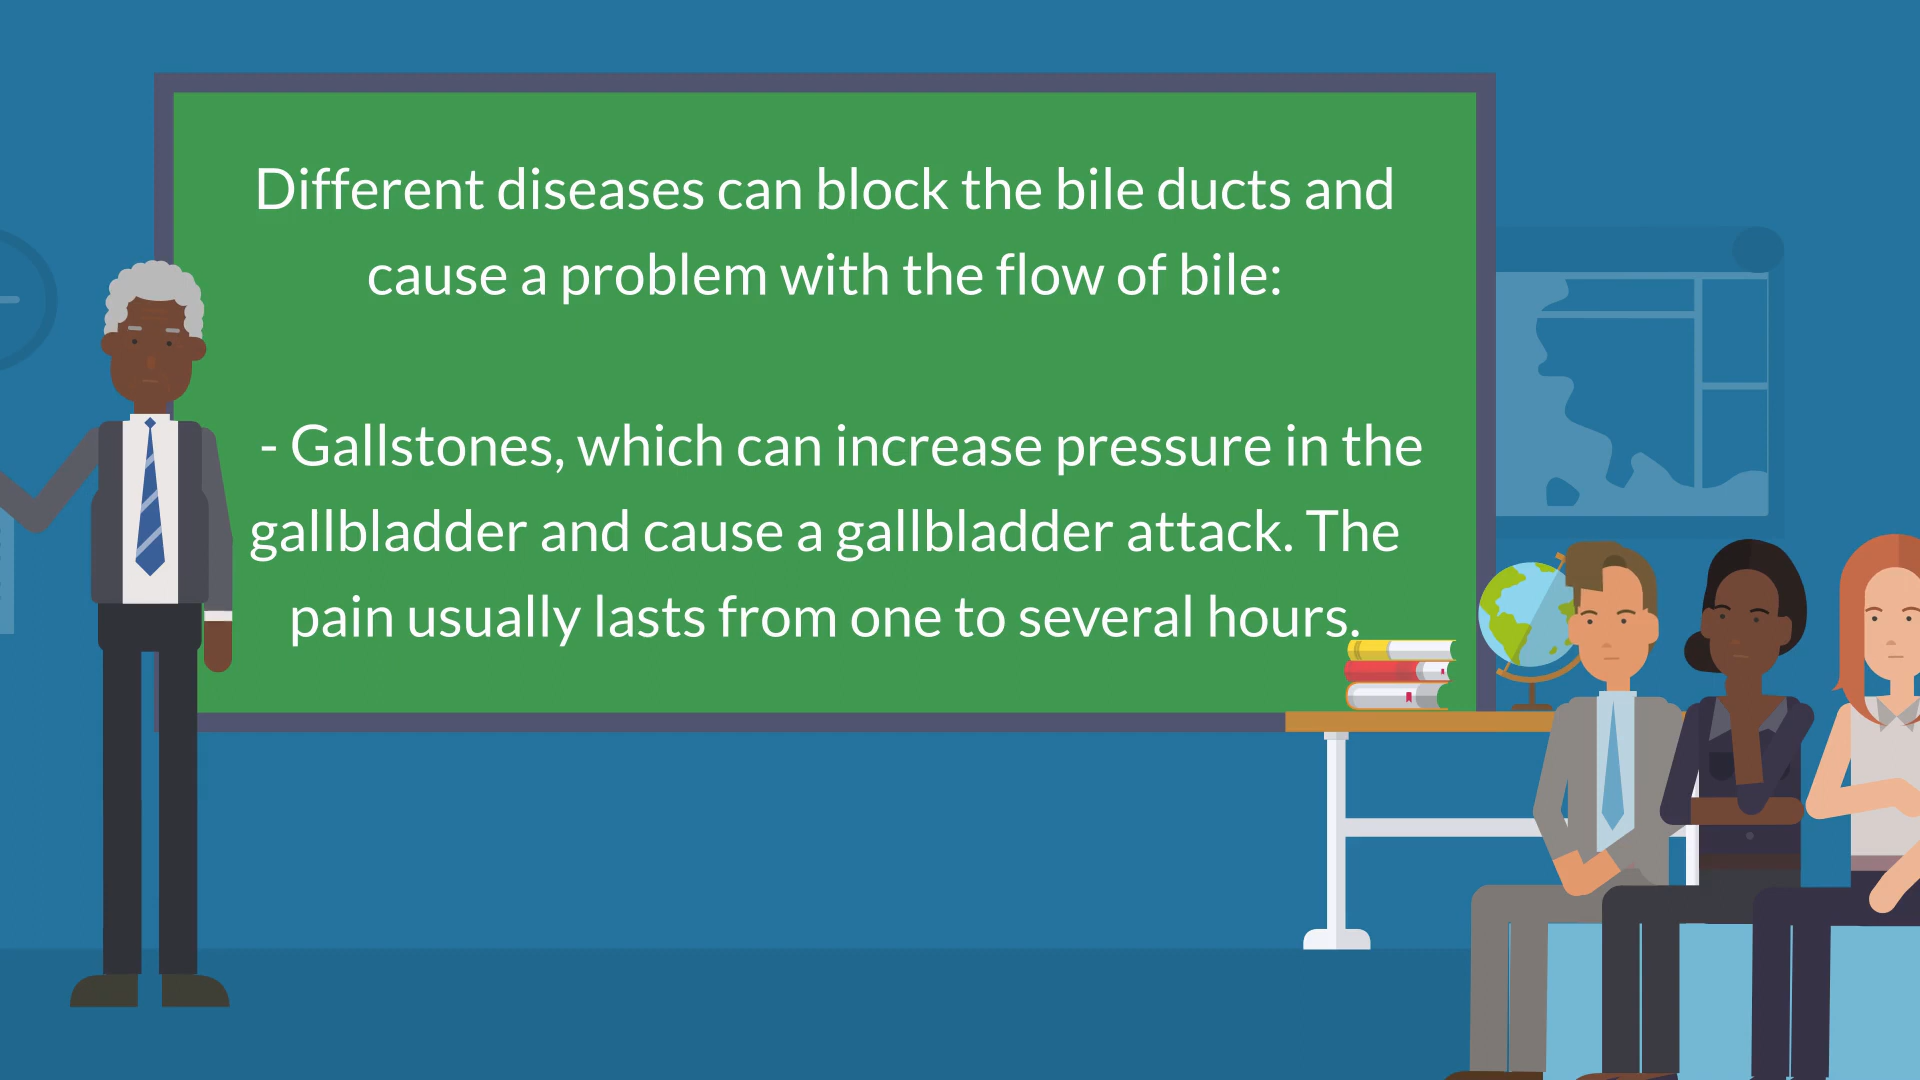 Different diseases can block the bile ducts and
cause a problem with the flow of bile:
- Gallstones, which can increase pressure in the
gallbladder and cause a gallbladder attack. The
pain usually lasts from one to several hours.